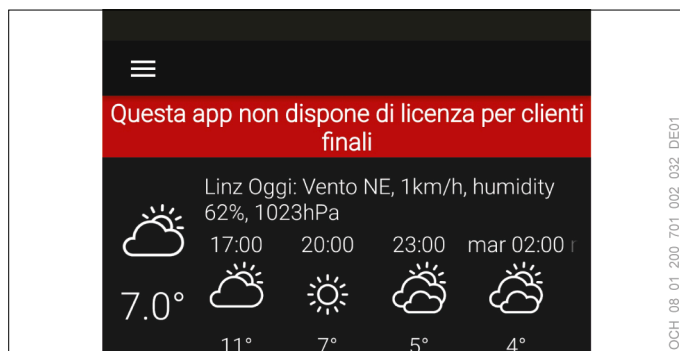 Questa app non dispone di licenza per clienti
finali
Linz Oggi: Vento NE, 1km/h, humidity
62%, 1023hPa
17:00 20:00 23:00 mar 02:00
7.0°
11° 7° 5° 4°
OCH 08 01 200 701 002 032 DE01